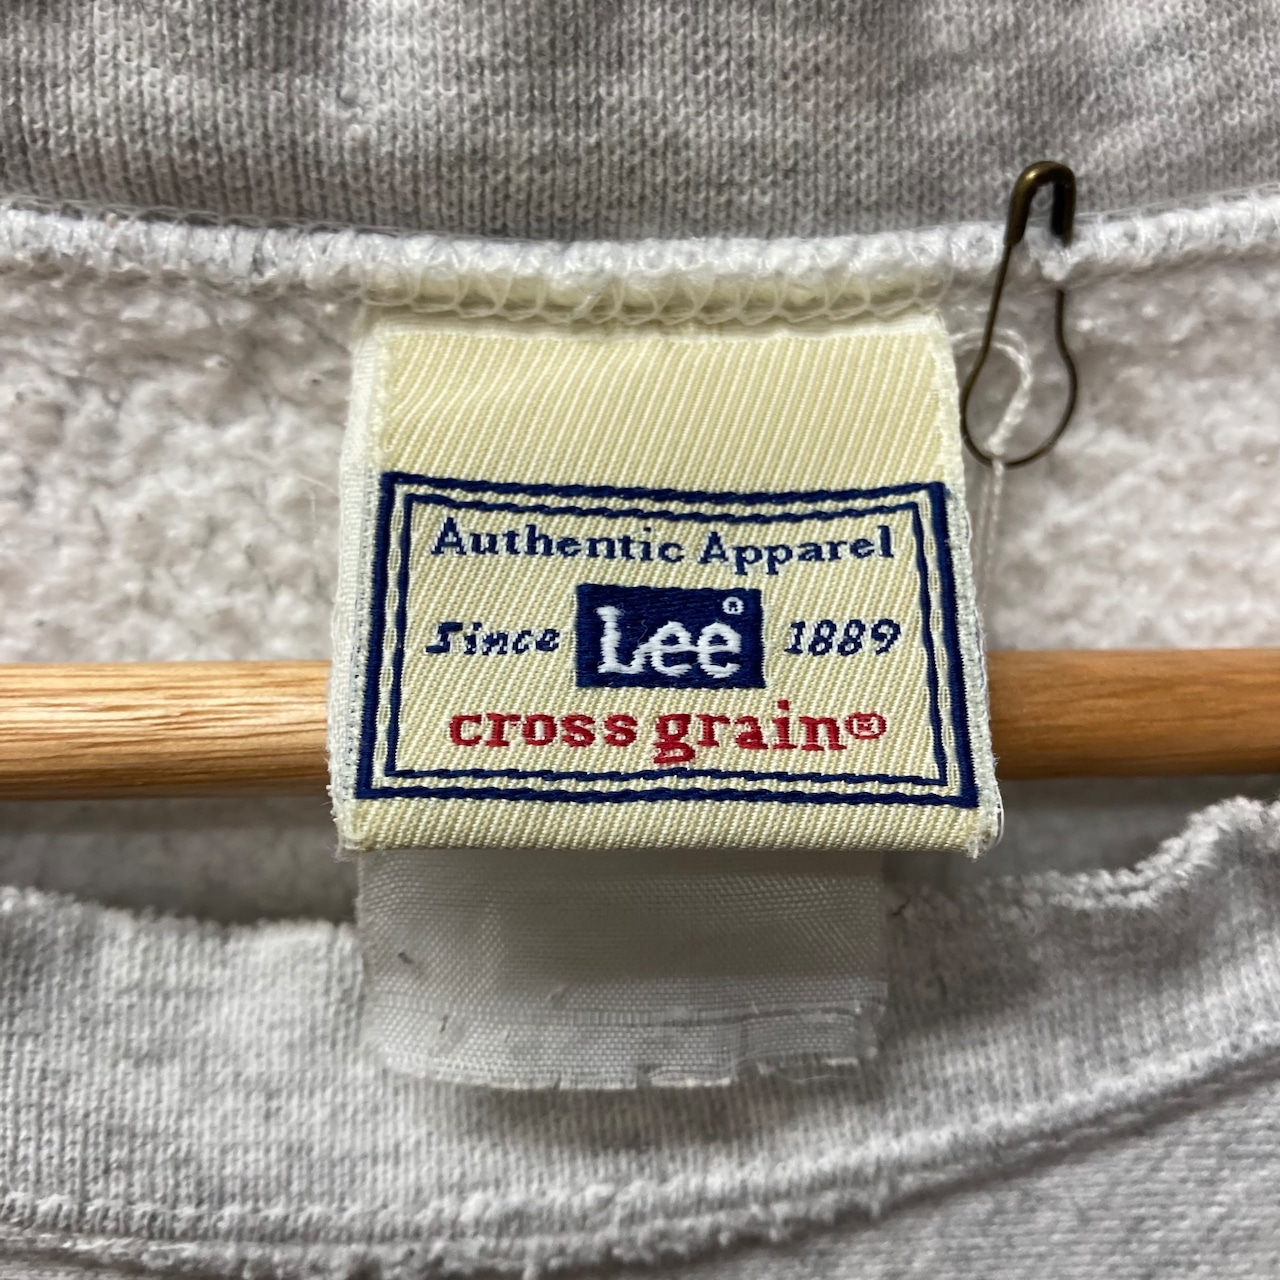 Authentic Apparel
Since Lee® 1889
cross grain®